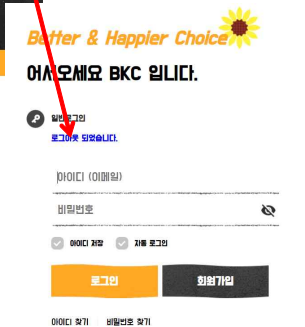 Better & Happier Choice
어서오세요 BKC 입니다.
일반로그인
로그아웃 되었습니다.
아이디 (이메일)
비밀번호
아이디 저장 자동 로그인
로그인 회원가입
아이디 찾기 비밀번호 찾기